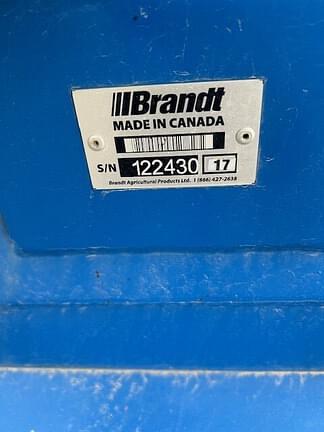 Brandt
MADE IN CANADA
S/N 122430 17
Brandt Agricultural Products Ltd. 1 (866) 427-2638